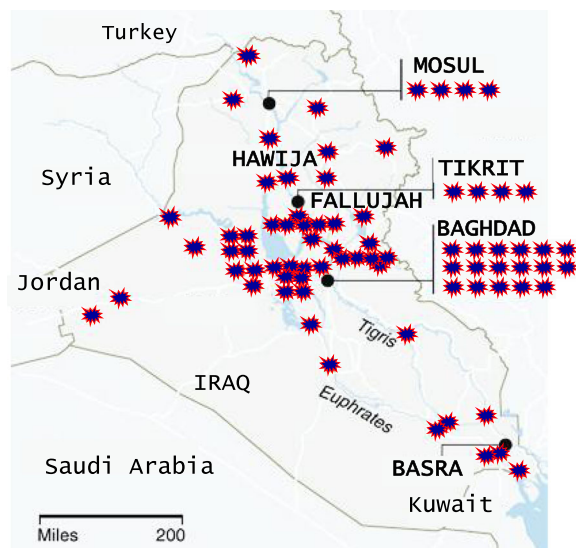 Turkey
MOSUL
HAWIJA
TIKRIT
Syria
FALLUJAH
BAGHDAD
Jordan
Tigris
IRAQ
Euphrates
Saudi Arabia
BASRA
Kuwait
Miles 200